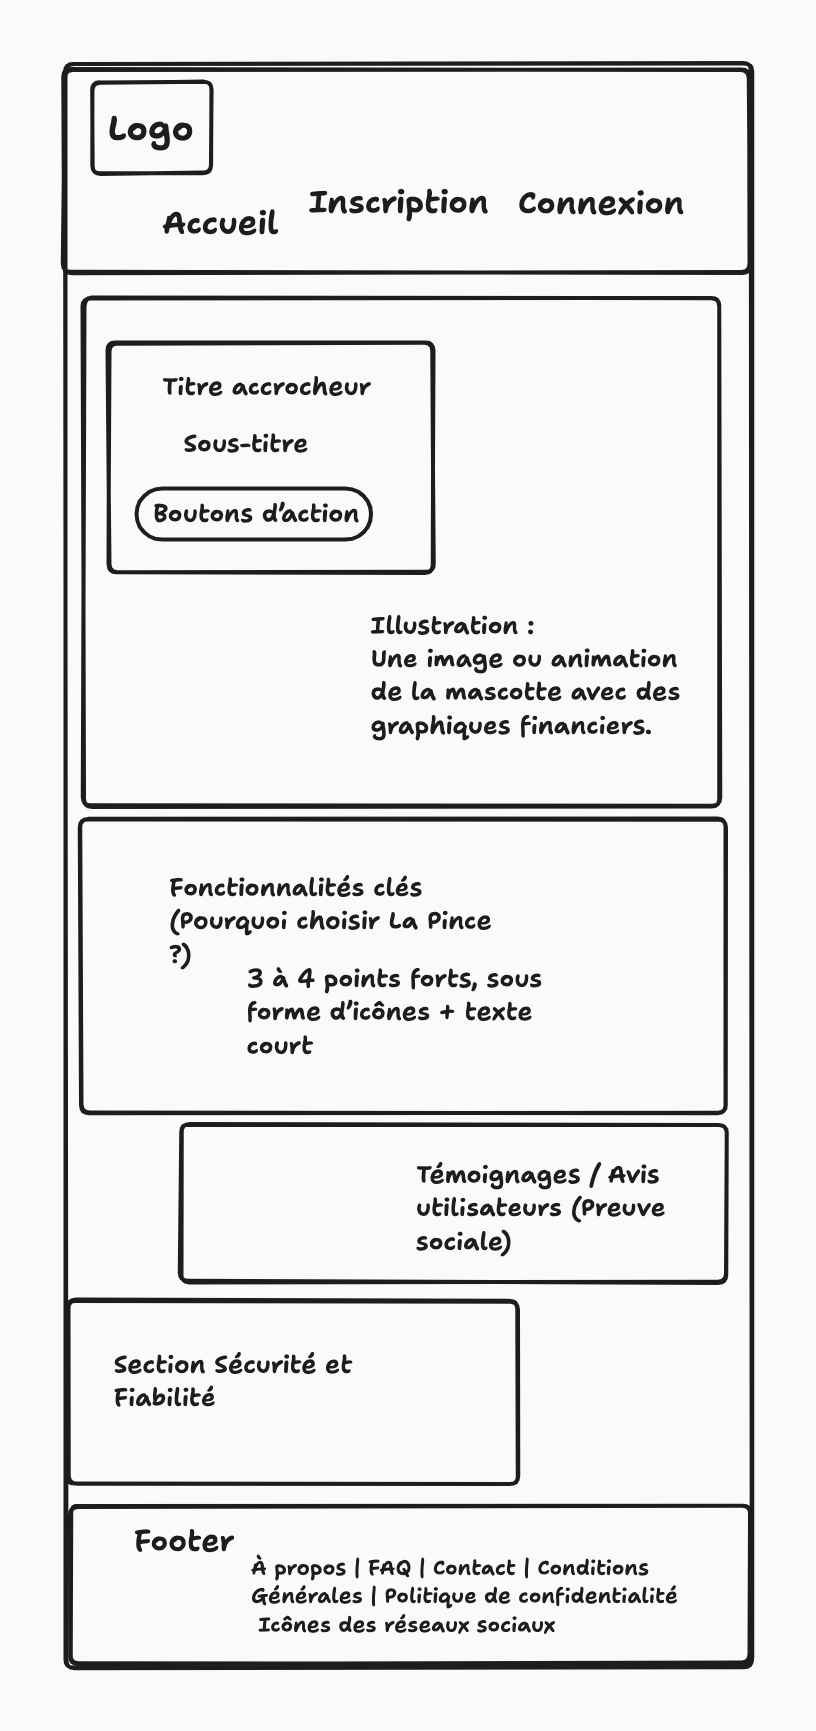 Logo
Accueil
Inscription
Connexion
Titre accrocheur
Sous-titre
Boutons d'action
Illustration :
Une image ou animation
de la mascotte avec des
graphiques financiers.
Fonctionnalités clés
(Pourquoi choisir La Pince
?)
3 à 4 points forts, sous
forme d'icônes + texte
court
Témoignages / Avis
utilisateurs (Preuve
sociale)
Section Sécurité et
Fiabilité
Footer
À propos | FAQ | Contact | Conditions
Générales | Politique de confidentialité
Icônes des réseaux sociaux